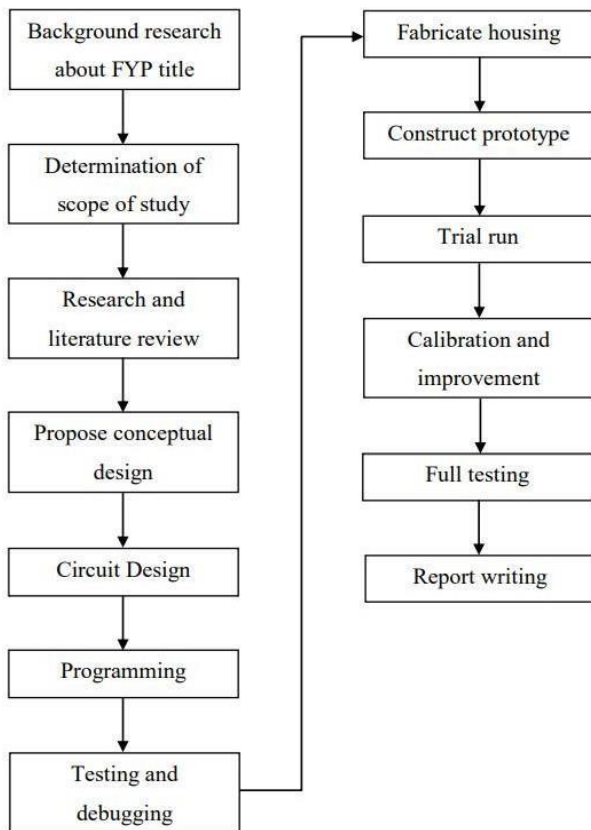 Background research
about FYP title
Determination of
scope of study
Research and
literature review
Propose conceptual
design
Circuit Design
Programming
Testing and
debugging
Fabricate housing
Construct prototype
Trial run
Calibration and
improvement
Full testing
Report writing